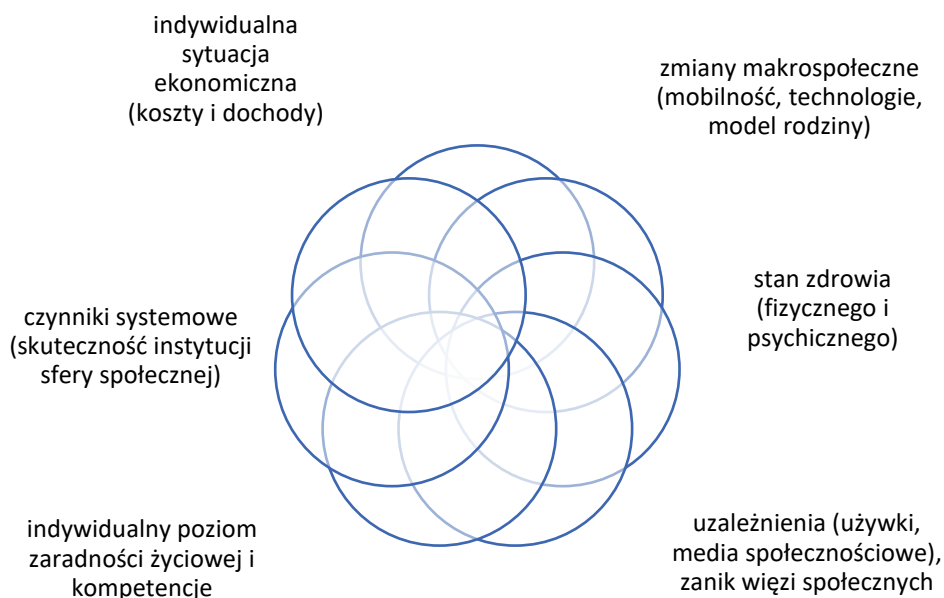 indywidualna
sytuacja
ekonomiczna
(koszty i dochody)
zmiany makrospołeczne
(mobilność, technologie,
model rodziny)
czynniki systemowe
(skuteczność instytucji
sfery społecznej)
stan zdrowia
(fizycznego i
psychicznego)
indywidualny poziom
zaradności życiowej i
kompetencje
uzależnienia (używki,
media społecznościowe),
zanik więzi społecznych